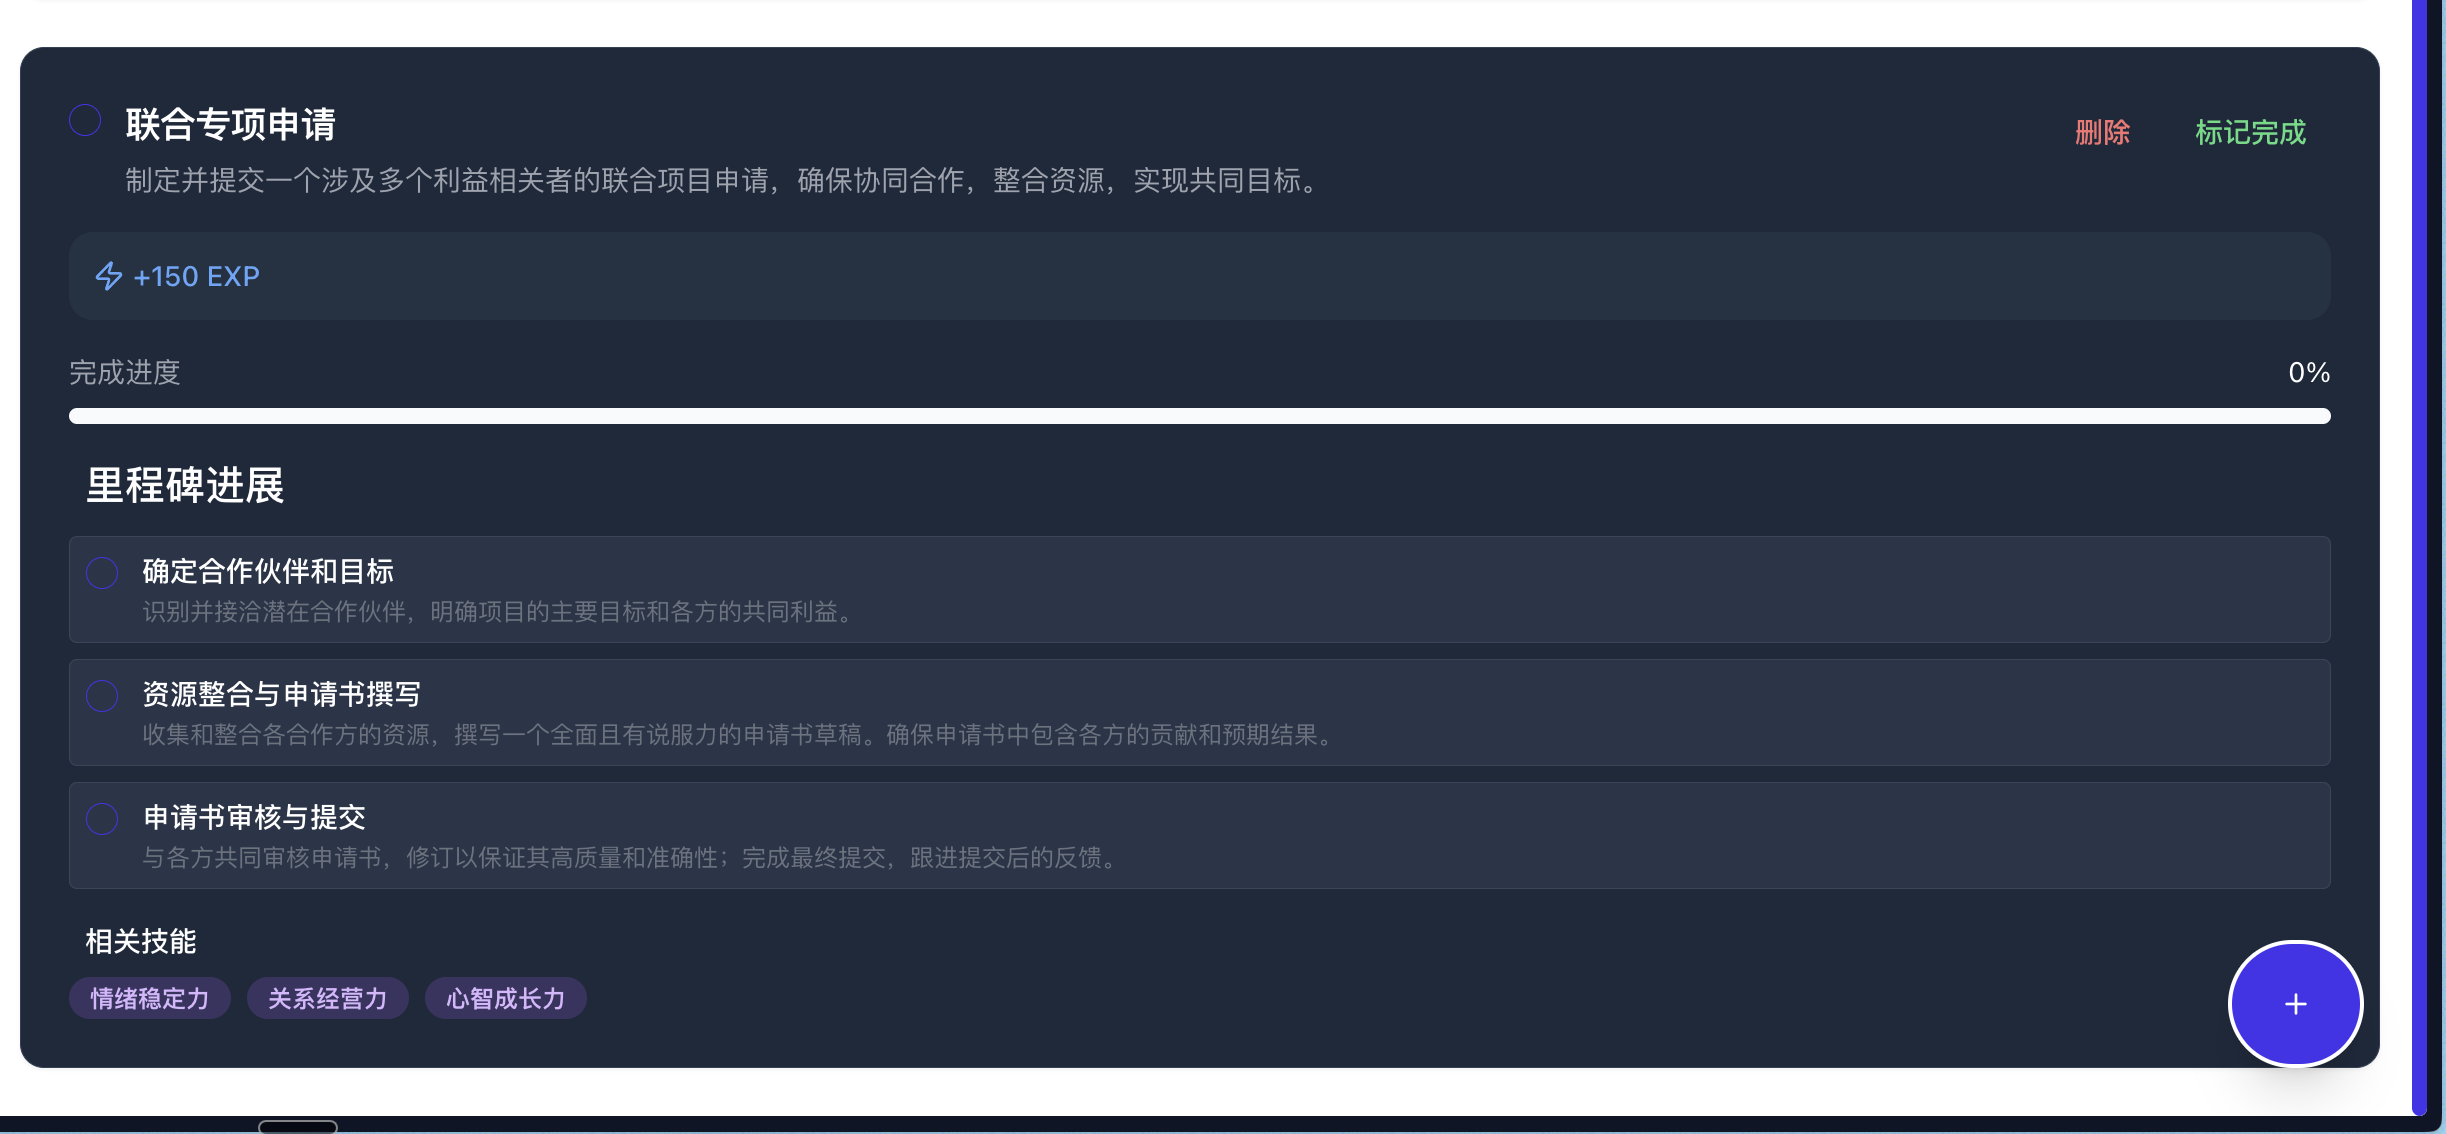 联合专项申请
删除 标记完成
制定并提交一个涉及多个利益相关者的联合项目申请，确保协同合作，整合资源，实现共同目标。
+150 EXP
完成进度 0%
里程碑进展
确定合作伙伴和目标
识别并接洽潜在合作伙伴，明确项目的主要目标和各方的共同利益。
资源整合与申请书撰写
收集和整合各合作方的资源，撰写一个全面且有说服力的申请书草稿。确保申请书中包含各方的贡献和预期结果。
申请书审核与提交
与各方共同审核申请书，修订以保证其高质量和准确性；完成最终提交，跟进提交后的反馈。
相关技能
情绪稳定力 关系经营力 心智成长力
+